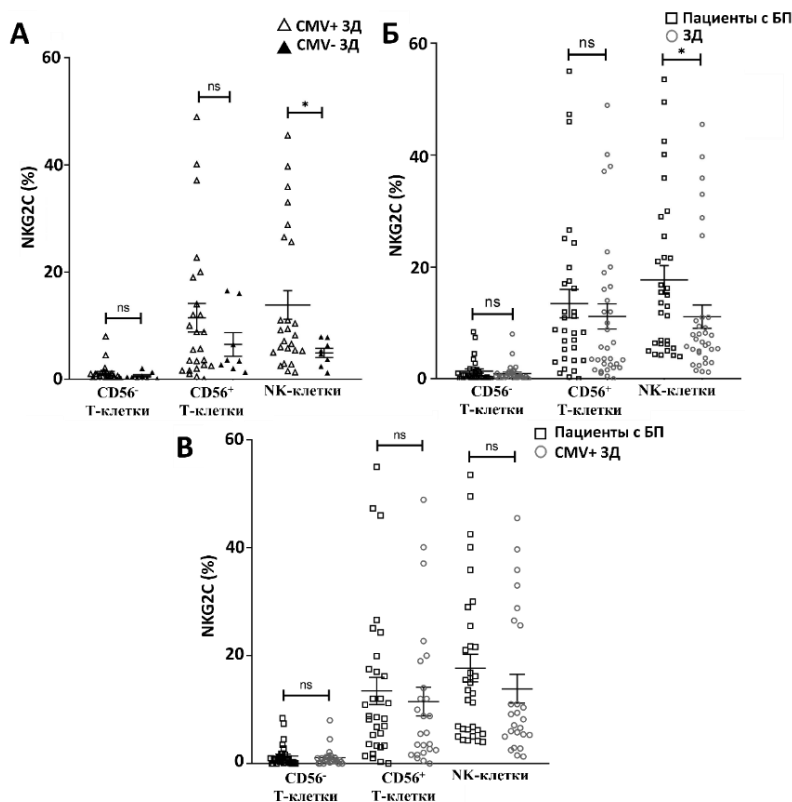 А
CMV+ ЗД
CMV- ЗД
NKG2C (%)
60
40
20
0
ns
ns
*
CD56-
Т-клетки
CD56+
Т-клетки
NK-клетки
Б
Пациенты с БП
ЗД
NKG2C (%)
60
40
20
0
ns
ns
*
CD56-
Т-клетки
CD56+
Т-клетки
NK-клетки
В
Пациенты с БП
CMV+ ЗД
NKG2C (%)
60
40
20
0
ns
ns
ns
CD56-
Т-клетки
CD56+
Т-клетки
NK-клетки